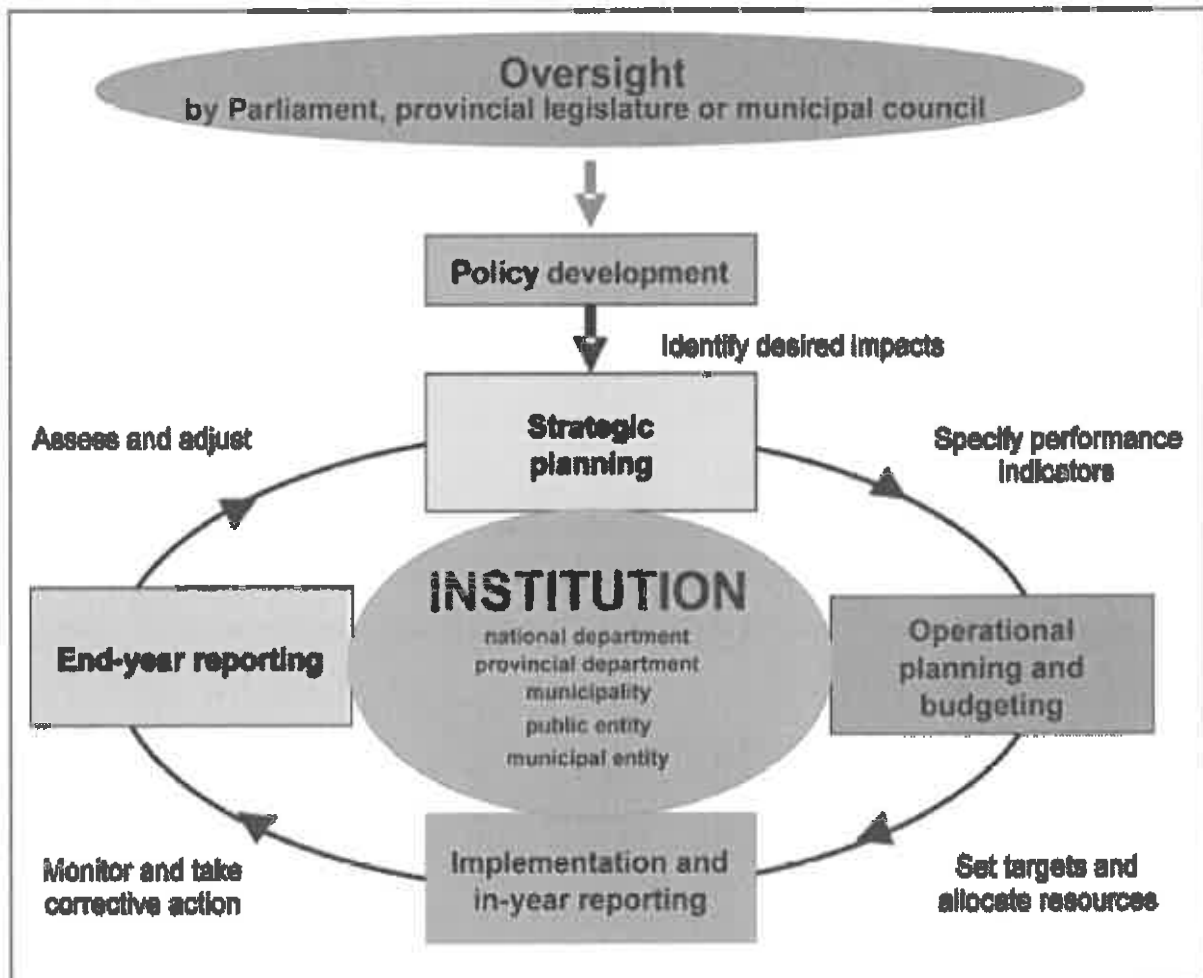 Oversight
by Parliament, provincial legislature or municipal council
Policy development
Identify desired impacts
Strategic
planning
Assess and adjust
Specify performance
indicators
INSTITUTION
national department
provincial department
municipality
public entity
municipal entity
End-year reporting
Operational
planning and
budgeting
Implementation and
in-year reporting
Monitor and take
corrective action
Set targets and
allocate resources